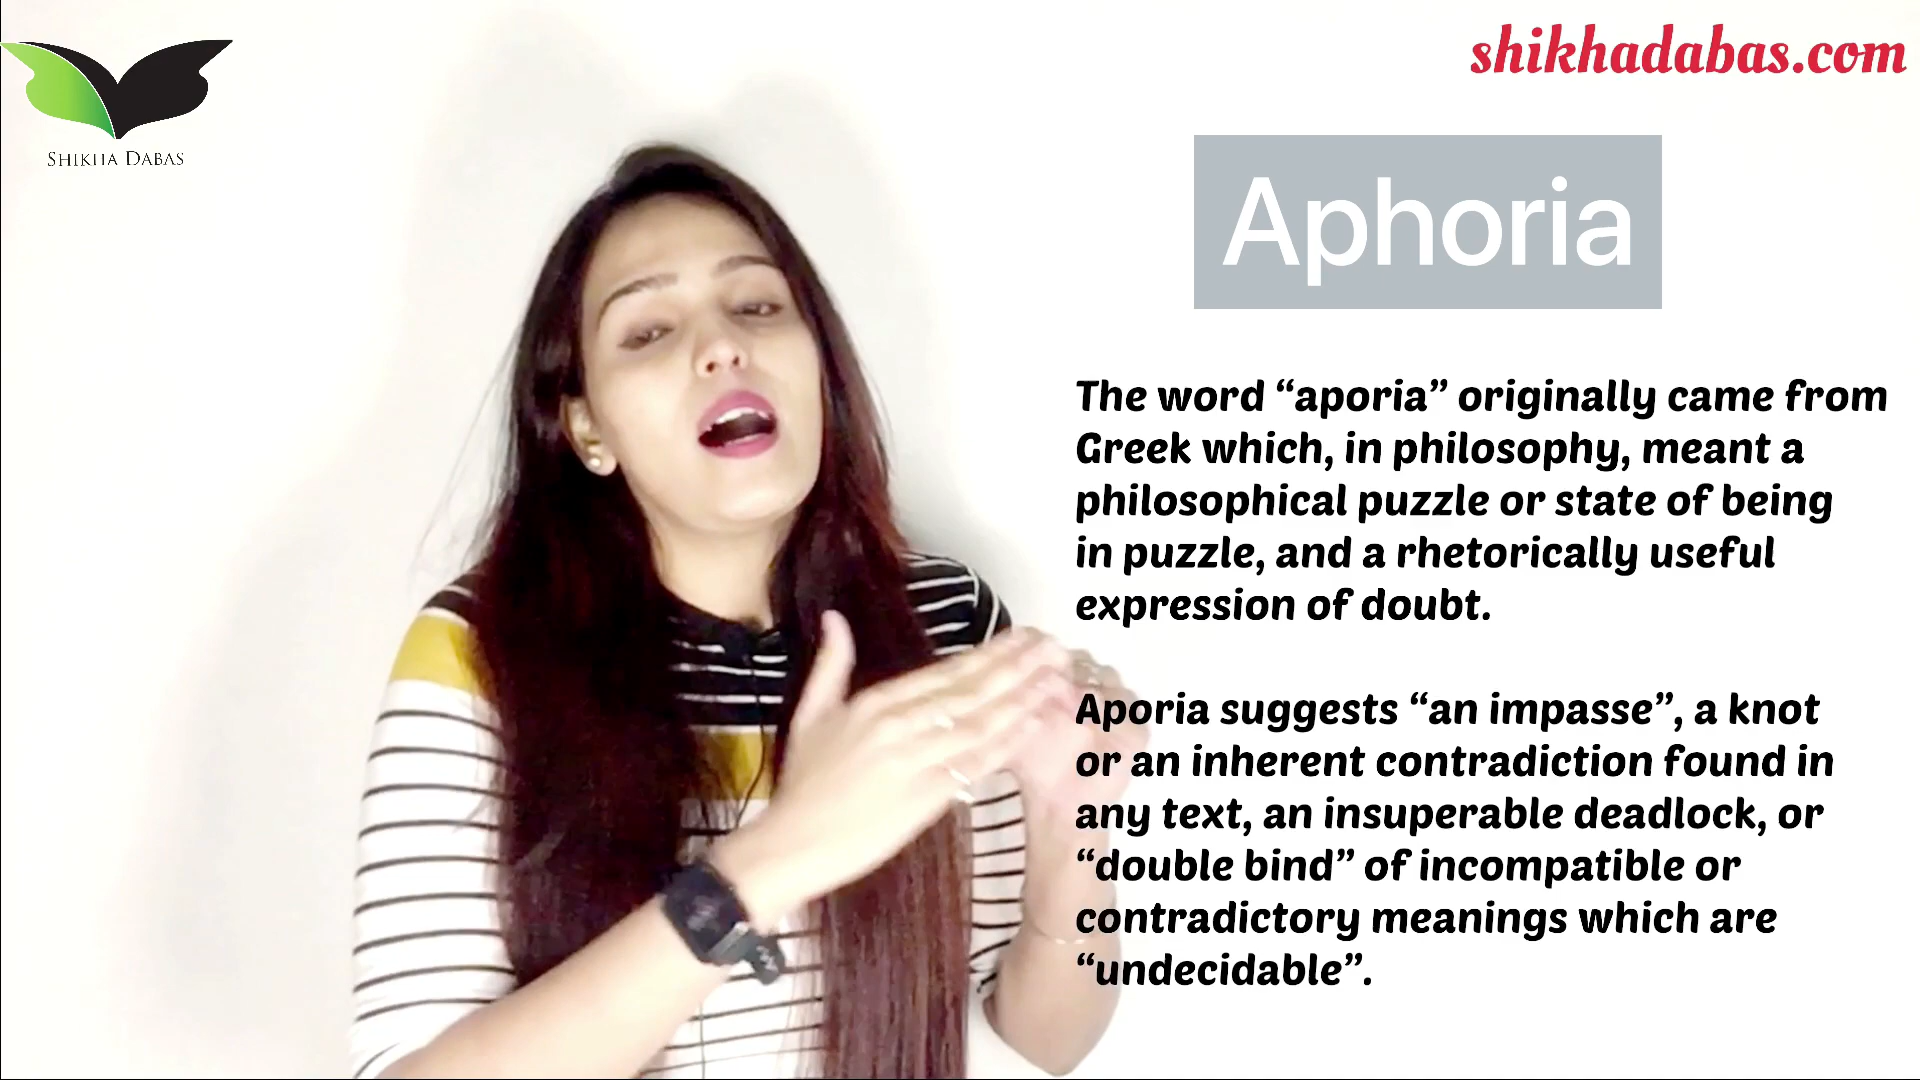 shikhadabas.com
SHIKHA DABAS
Aphoria
The word “aporia” originally came from
Greek which, in philosophy, meant a
philosophical puzzle or state of being
in puzzle, and a rhetorically useful
expression of doubt.
Aporia suggests “an impasse”, a knot
or an inherent contradiction found in
any text, an insuperable deadlock, or
“double bind” of incompatible or
contradictory meanings which are
“undecidable”.